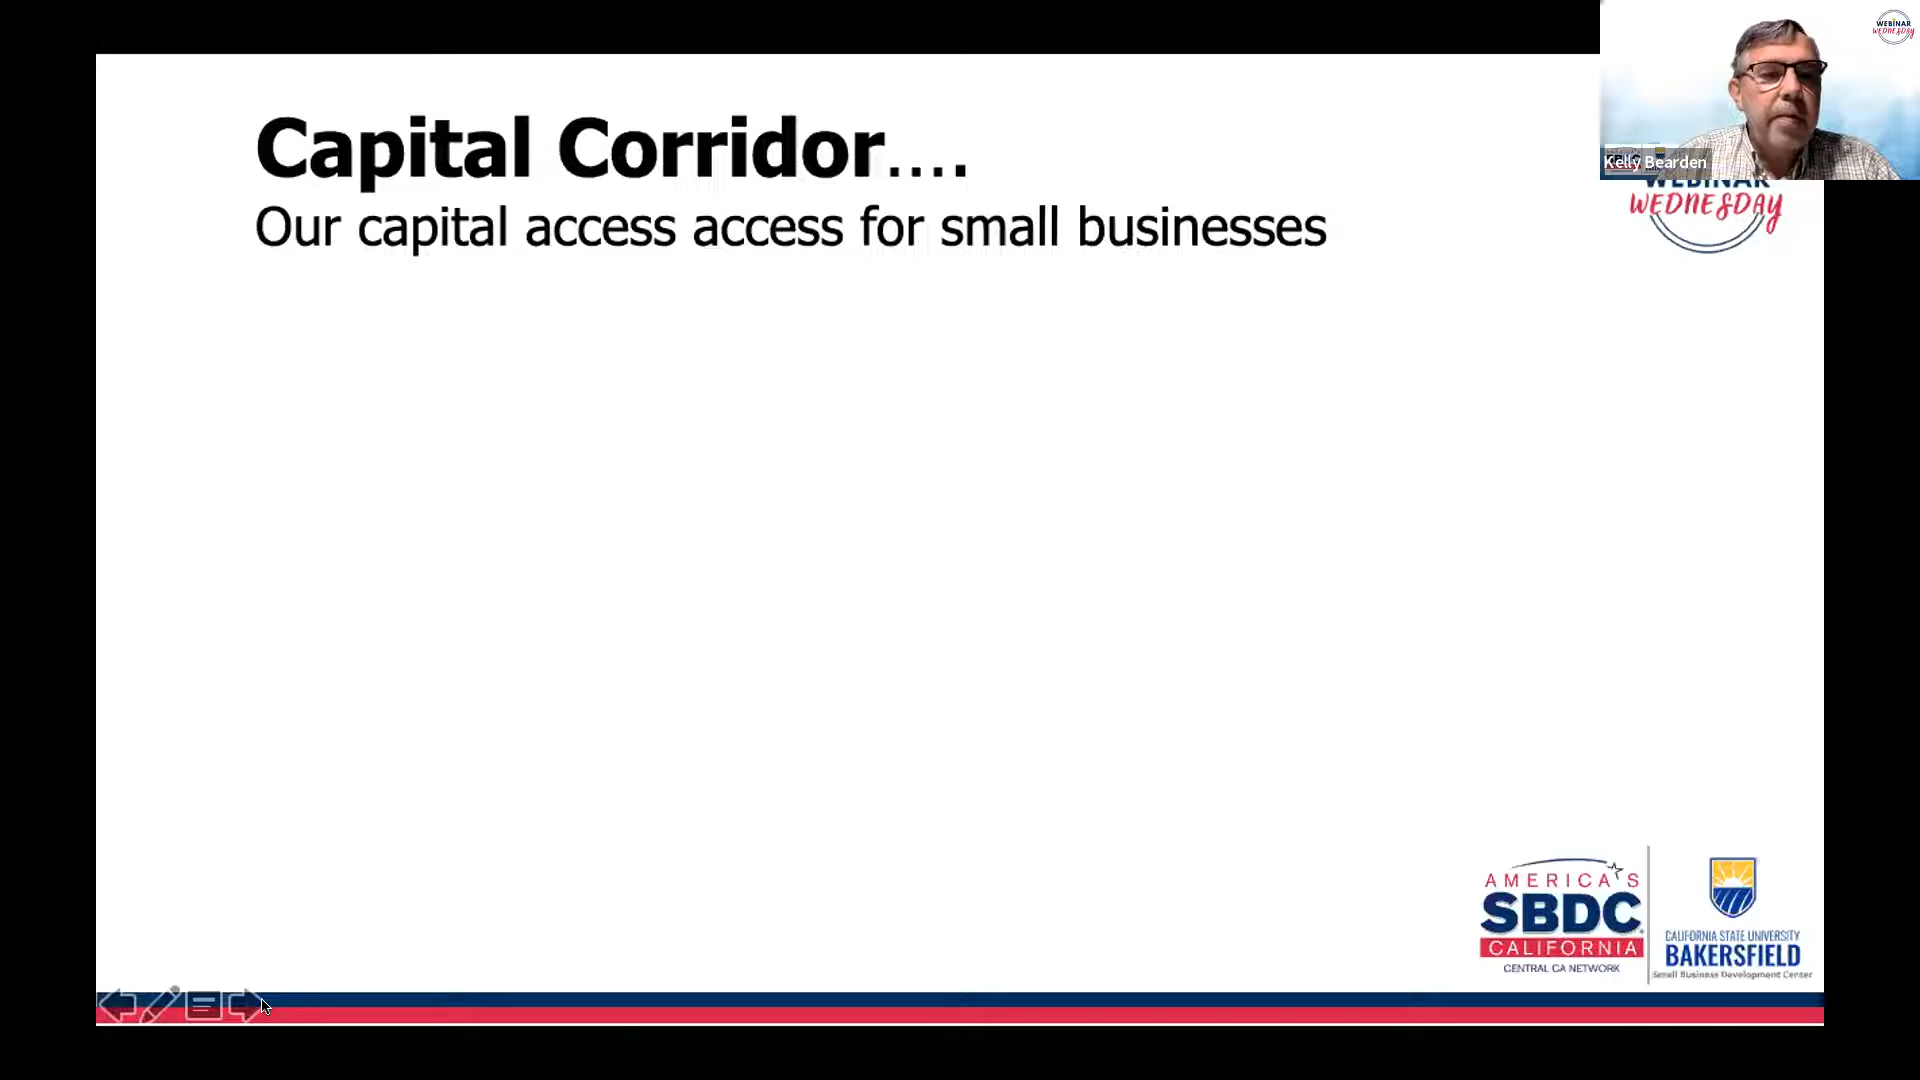 WEBINAR
WEDNESDAY
Kelly Bearden
Capital Corridor....
Our capital access access for small businesses
WEBINAR
WEDNESDAY
AMERICA'S
SBDC
CALIFORNIA
CENTRAL CA NETWORK
CALIFORNIA STATE UNIVERSITY
BAKERSFIELD
Small Business Development Center